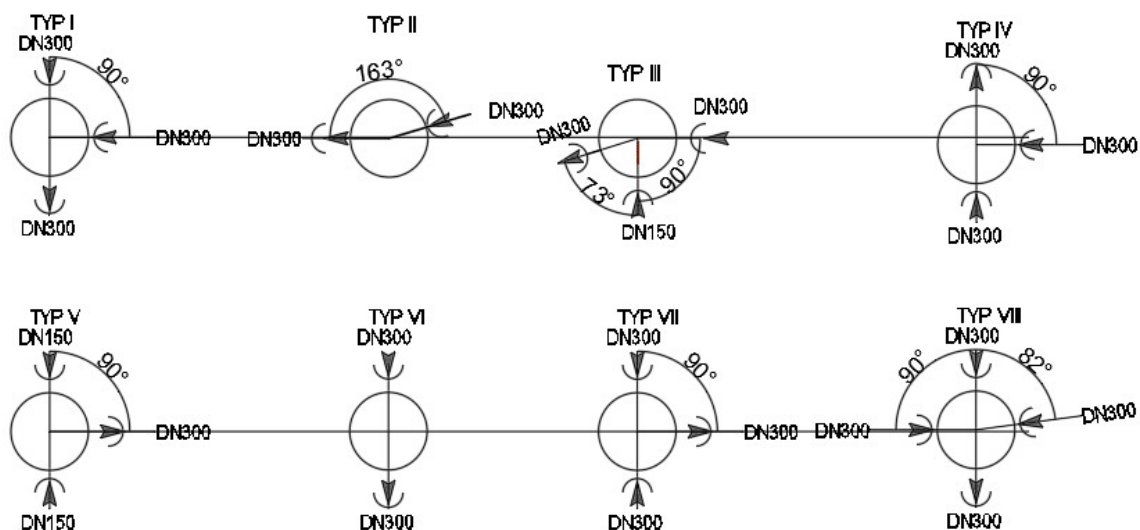 TYP I
DN300
90°
DN300
DN300
TYP II
163°
DN300
DN300
TYP III
DN300
DN300
73°
90°
DN150
TYP IV
DN300
90°
DN300
DN300
TYP V
DN150
90°
DN300
DN150
TYP VI
DN300
DN300
TYP VII
DN300
90°
DN300
DN300
TYP VIII
DN300
90°
82°
DN300
DN300
DN300